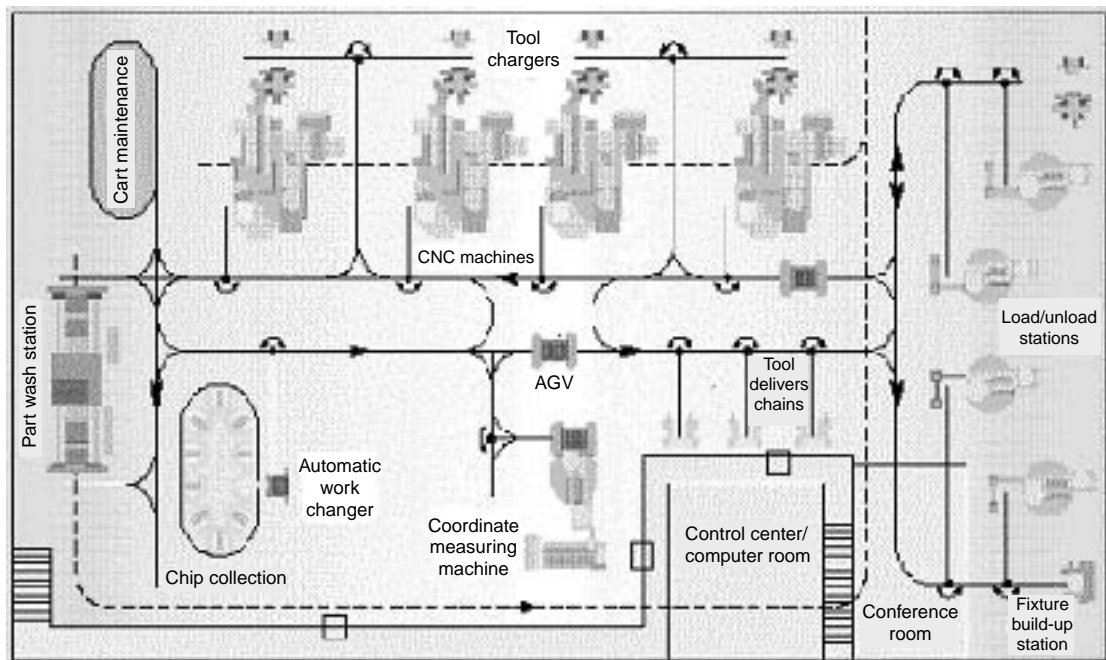 Tool
chargers
Cart maintenance
CNC machines
Load/unload
stations
Part wash station
AGV
Tool
delivers
chains
Automatic
work
changer
Coordinate
measuring
machine
Control center/
computer room
Chip collection
Conference
room
Fixture
build-up
station